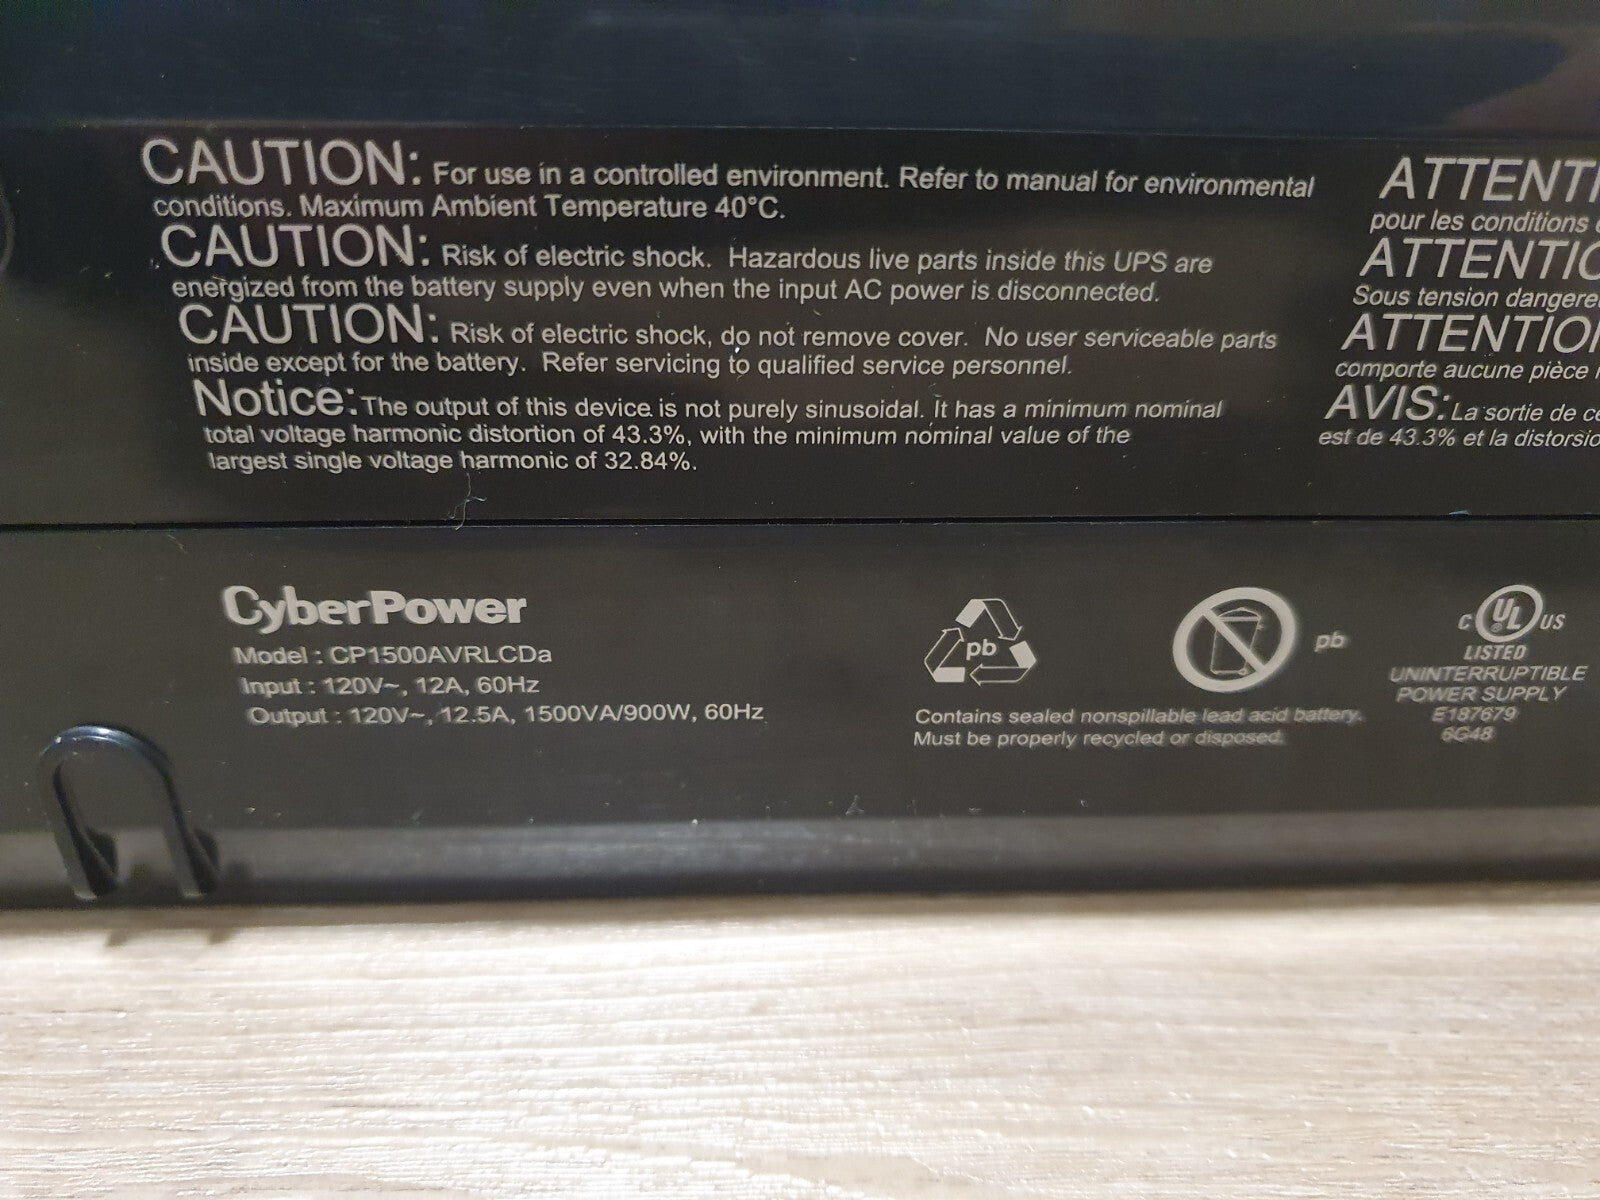 CAUTION: For use in a controlled environment. Refer to manual for environmental
conditions. Maximum Ambient Temperature 40°C.
CAUTION: Risk of electric shock. Hazardous live parts inside this UPS are
energized from the battery supply even when the input AC power is disconnected.
CAUTION: Risk of electric shock, do not remove cover. No user serviceable parts
inside except for the battery. Refer servicing to qualified service personnel.
Notice: The output of this device is not purely sinusoidal. It has a minimum nominal
total voltage harmonic distortion of 43.3%, with the minimum nominal value of the
largest single voltage harmonic of 32.84%.
ATTENTI
pour les conditions
ATTENTIO
Sous tension dangere
ATTENTION
comporte aucune pièce
AVIS: La sortie de ce
est de 43.3% et la distorsio
CyberPower
Model : CP1500AVRLCDa
Input : 120V~, 12A, 60Hz
Output : 120V~, 12.5A, 1500VA/900W, 60Hz
pb
pb
Contains sealed nonspillable lead acid battery.
Must be properly recycled or disposed.
C UL ® US
LISTED
UNINTERRUPTIBLE
POWER SUPPLY
E187679
6G48